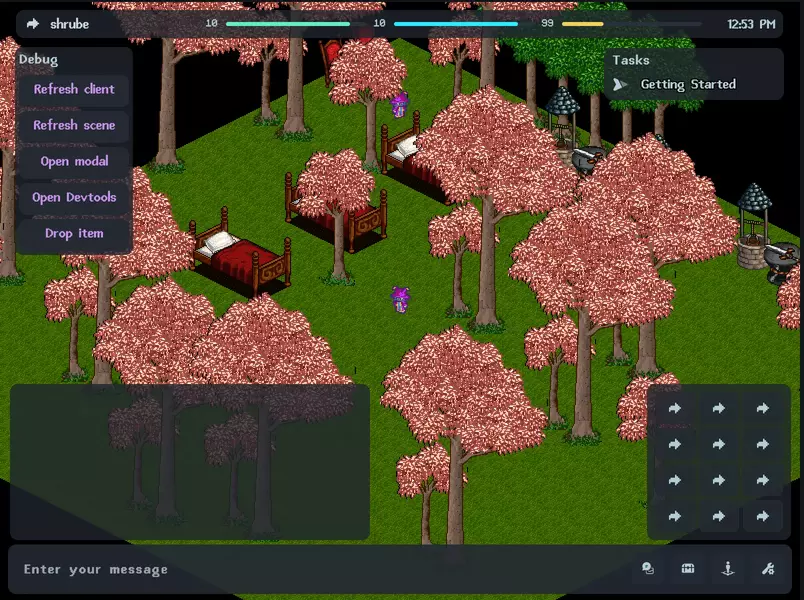 shrube
10
10
99
12:53 PM
Debug
Refresh client
Refresh scene
Open modal
Open Devtools
Drop item
Tasks
Getting Started
Enter your message